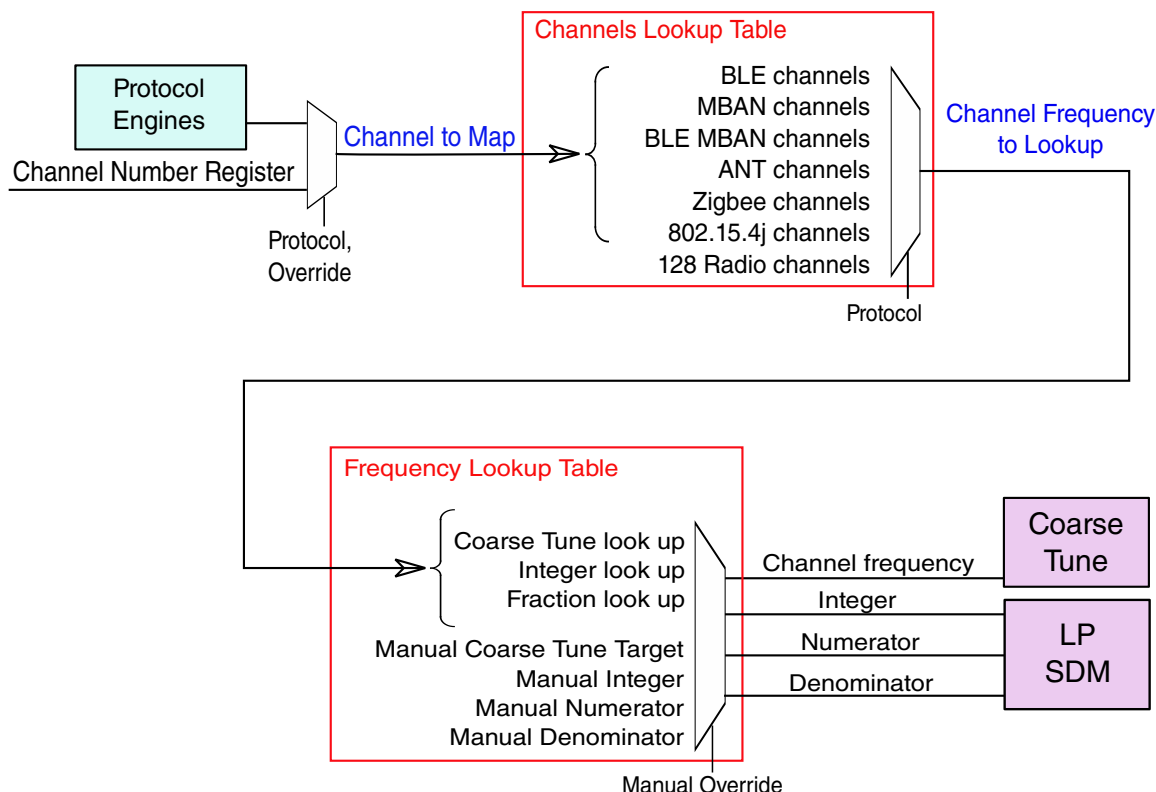 Channels Lookup Table
Protocol
Engines
Channel Number Register
Channel to Map
Protocol,
Override
BLE channels
MBAN channels
BLE MBAN channels
ANT channels
Zigbee channels
802.15.4j channels
128 Radio channels
Protocol
Channel Frequency
to Lookup
Frequency Lookup Table
Coarse Tune look up
Integer look up
Fraction look up
Manual Coarse Tune Target
Manual Integer
Manual Numerator
Manual Denominator
Manual Override
Channel frequency
Integer
Numerator
Denominator
Coarse
Tune
LP
SDM